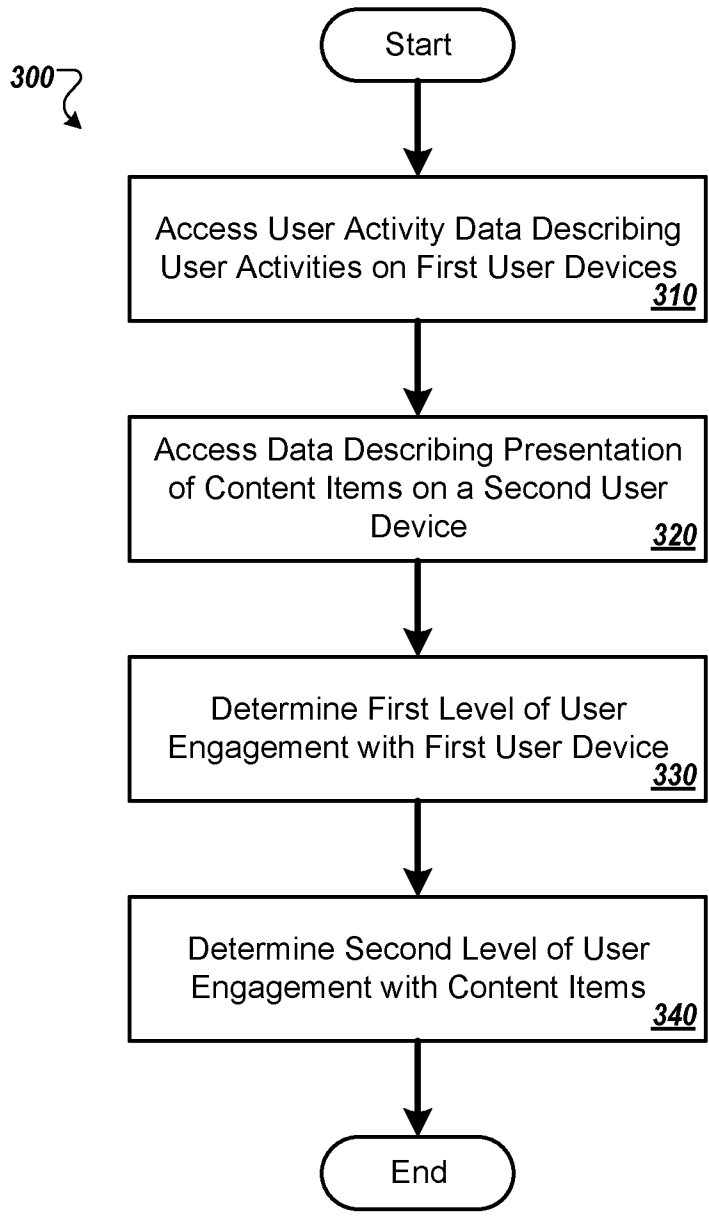 Start
300
Access User Activity Data Describing
User Activities on First User Devices
310
Access Data Describing Presentation
of Content Items on a Second User
Device
320
Determine First Level of User
Engagement with First User Device
330
Determine Second Level of User
Engagement with Content Items
340
End